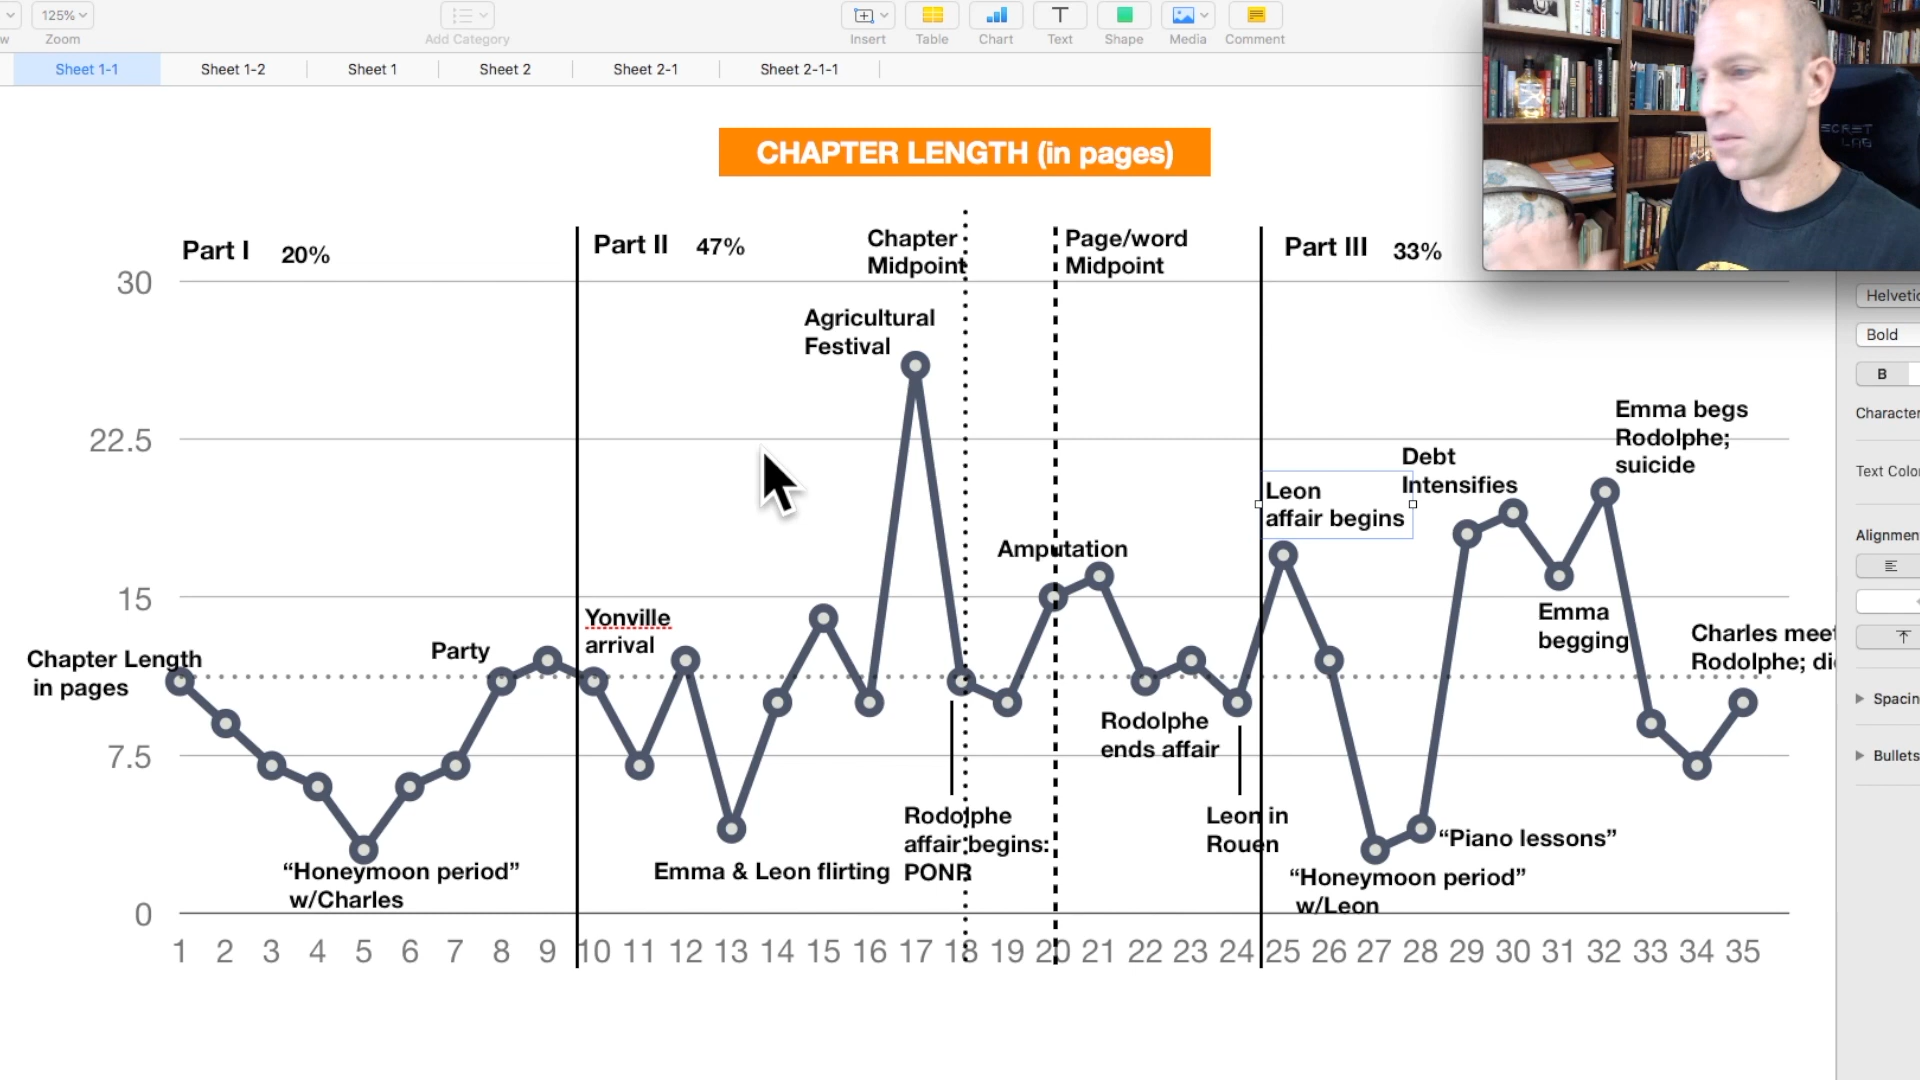 125%
w
Zoom
Add Category
Insert
Table
Chart
Text
Shape
Media
Comment
Sheet 1-1
Sheet 1-2
Sheet 1
Sheet 2
Sheet 2-1
Sheet 2-1-1
CHAPTER LENGTH (in pages)
Part I 20%
Part II 47%
Chapter
Midpoint
Page/word
Midpoint
Part III 33%
30
22.5
15
7.5
0
Agricultural
Festival
Emma begs
Rodolphe;
suicide
Debt
Intensifies
Leon
affair begins
Amputation
Yonville
arrival
Party
Chapter Length
in pages
Emma
begging
Charles meet
Rodolphe; di
Rodolphe
ends affair
Rodolphe
affair begins:
PONR
Leon in
Rouen
"Piano lessons"
"Honeymoon period"
w/Charles
Emma & Leon flirting
"Honeymoon period"
w/Leon
1 2 3 4 5 6 7 8 9 10 11 12 13 14 15 16 17 18 19 20 21 22 23 24 25 26 27 28 29 30 31 32 33 34 35
SCRET
LAB
Helvetic
Bold
B
Character
Text Color
Alignmen
Spacin
Bullets